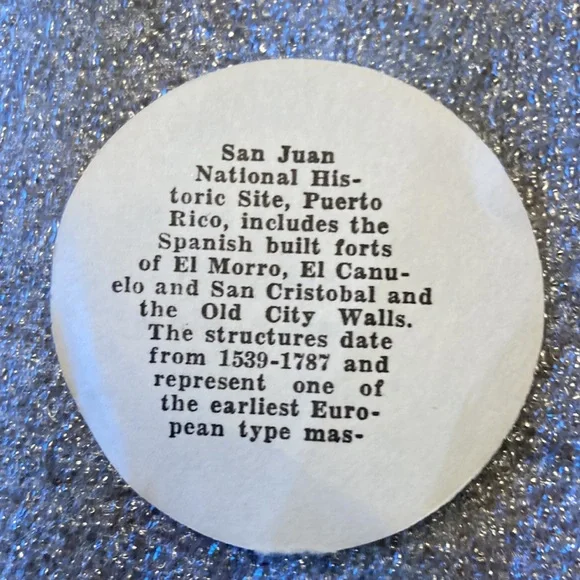 San Juan
National His-
toric Site, Puerto
Rico, includes the
Spanish built forts
of El Morro, El Canu-
elo and San Cristobal and
the Old City Walls.
The structures date
from 1539-1787 and
represent one of
the earliest Euro-
pean type mas-